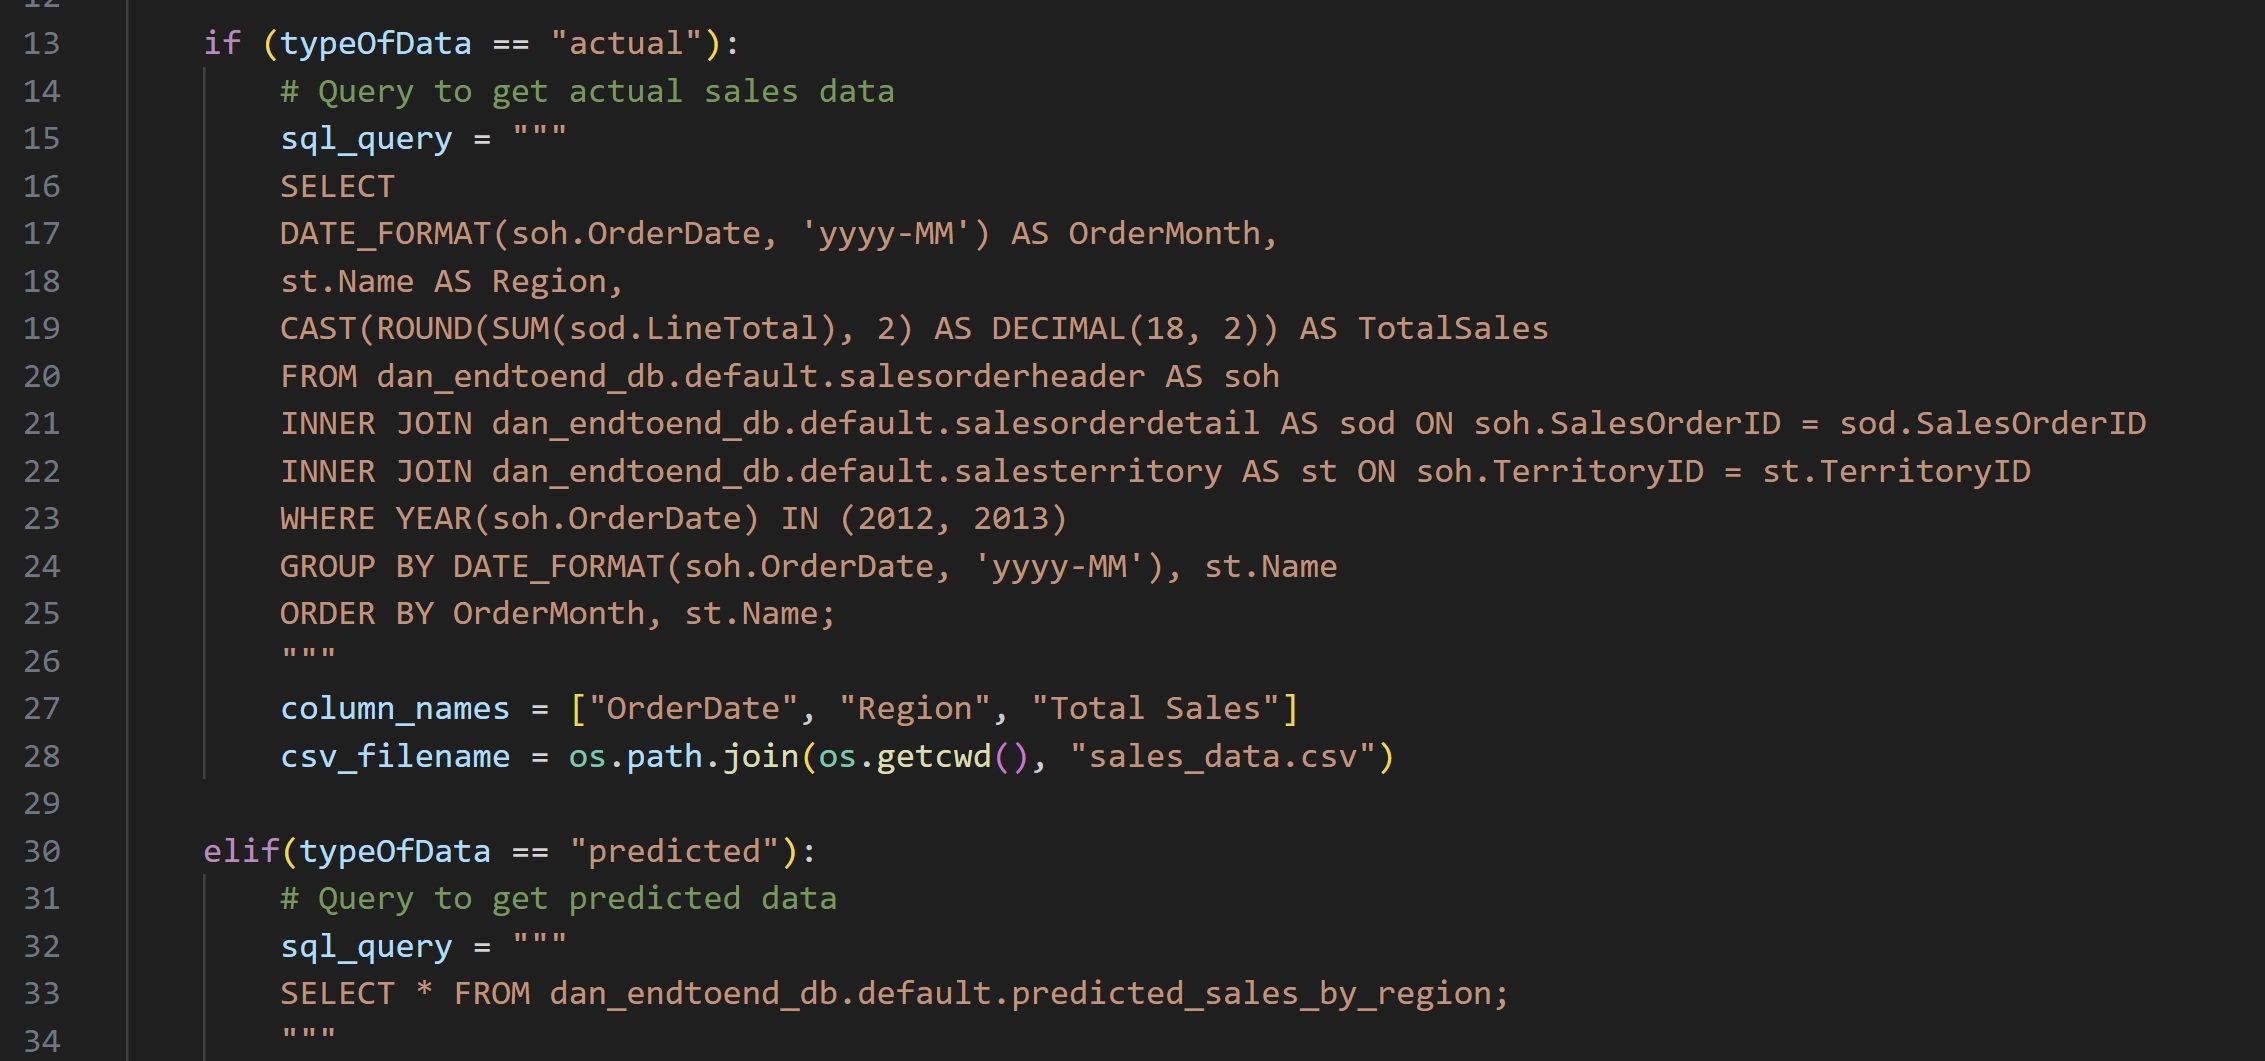 12
13 if (typeOfData == "actual"):
14 # Query to get actual sales data
15 sql_query = """
16 SELECT
17 DATE_FORMAT(soh.OrderDate, 'yyyy-MM') AS OrderMonth,
18 st.Name AS Region,
19 CAST(ROUND(SUM(sod.LineTotal), 2) AS DECIMAL(18, 2)) AS TotalSales
20 FROM dan_endtoend_db.default.salesorderheader AS soh
21 INNER JOIN dan_endtoend_db.default.salesorderdetail AS sod ON soh.SalesOrderID = sod.SalesOrderID
22 INNER JOIN dan_endtoend_db.default.salesterritory AS st ON soh.TerritoryID = st.TerritoryID
23 WHERE YEAR(soh.OrderDate) IN (2012, 2013)
24 GROUP BY DATE_FORMAT(soh.OrderDate, 'yyyy-MM'), st.Name
25 ORDER BY OrderMonth, st.Name;
26 """
27 column_names = ["OrderDate", "Region", "Total Sales"]
28 csv_filename = os.path.join(os.getcwd(), "sales_data.csv")
29
30 elif(typeOfData == "predicted"):
31 # Query to get predicted data
32 sql_query = """
33 SELECT * FROM dan_endtoend_db.default.predicted_sales_by_region;
34 """